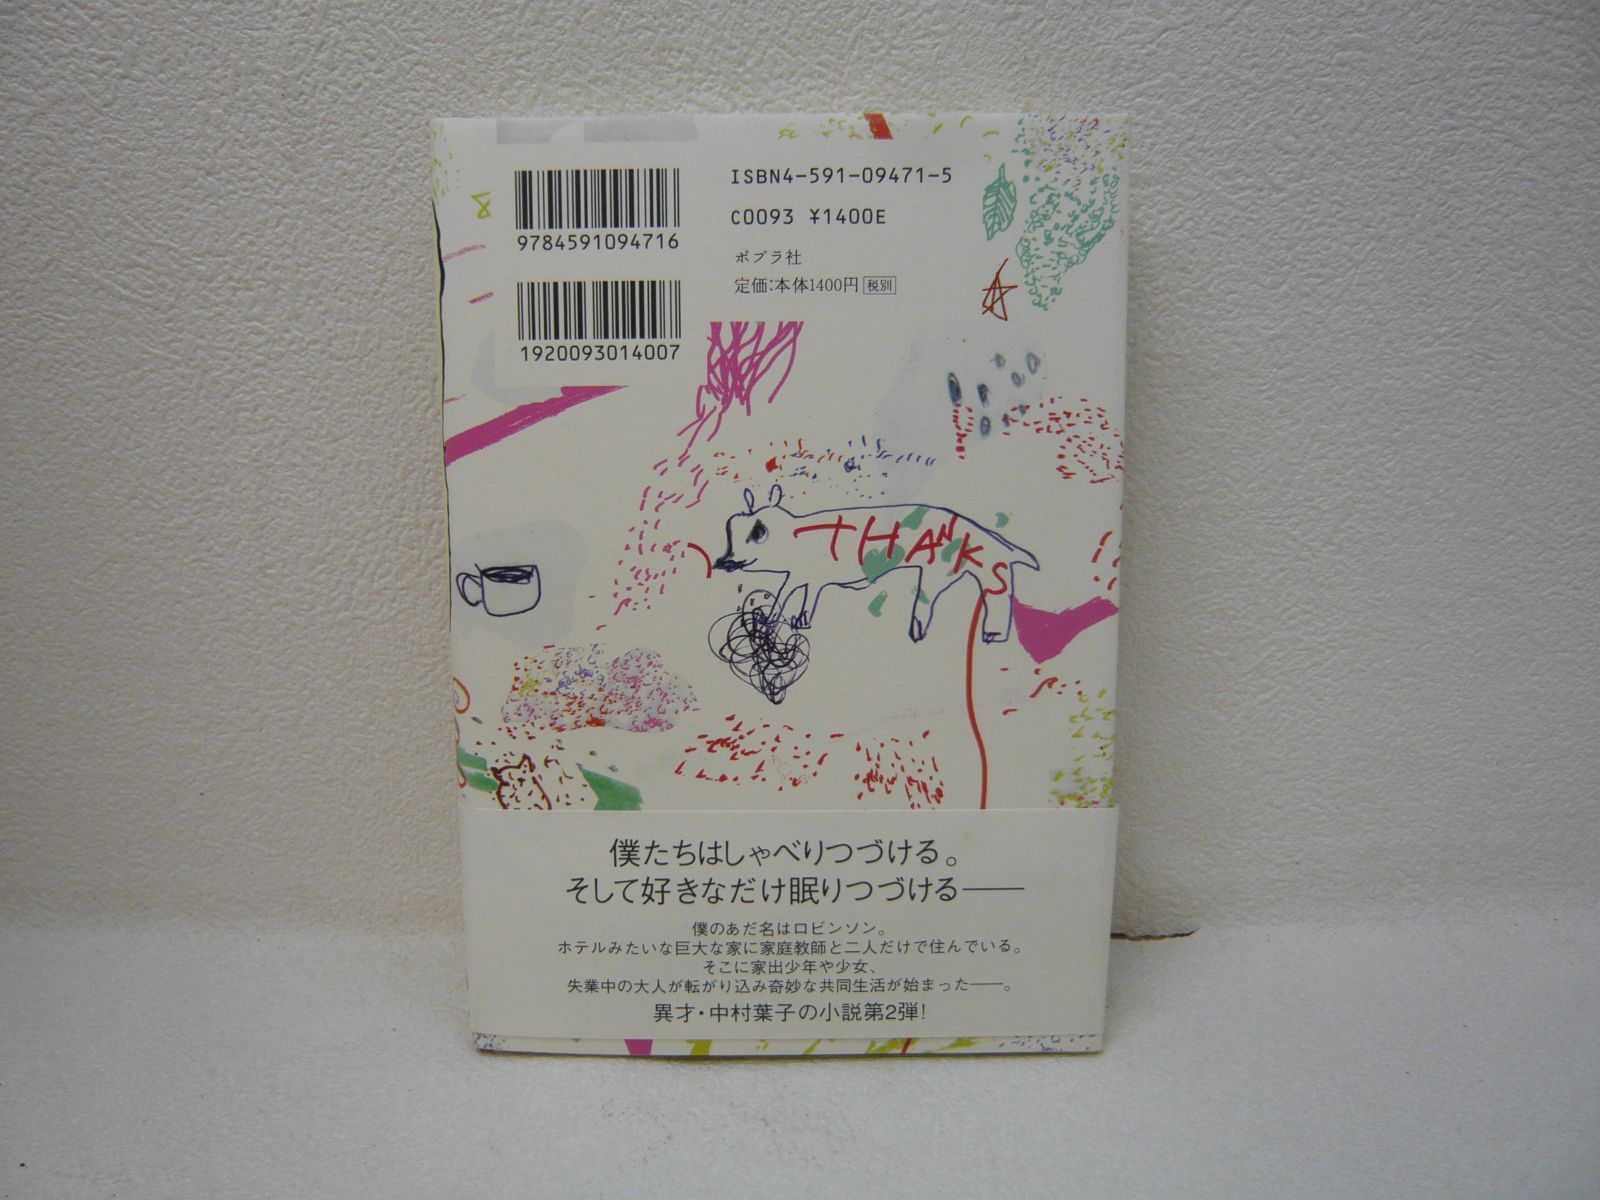 9784591094716
1920093014007
ISBN4-591-09471-5
C0093 ¥1400E
ポプラ社
定価:本体1400円 税別
THANKS
僕たちはしゃべりつづける。
そして好きなだけ眠りつづける——
僕のあだ名はロビンソン。
ホテルみたいな巨大な家に家庭教師と二人だけで住んでいる。
そこに家出少年や少女、
失業中の大人が転がり込み奇妙な共同生活が始まった——。
異才・中村葉子の小説第2弾!